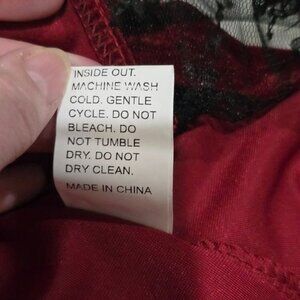 INSIDE OUT.
MACHINE WASH
COLD. GENTLE
CYCLE. DO NOT
BLEACH. DO
NOT TUMBLE
DRY. DO NOT
DRY CLEAN.
MADE IN CHINA